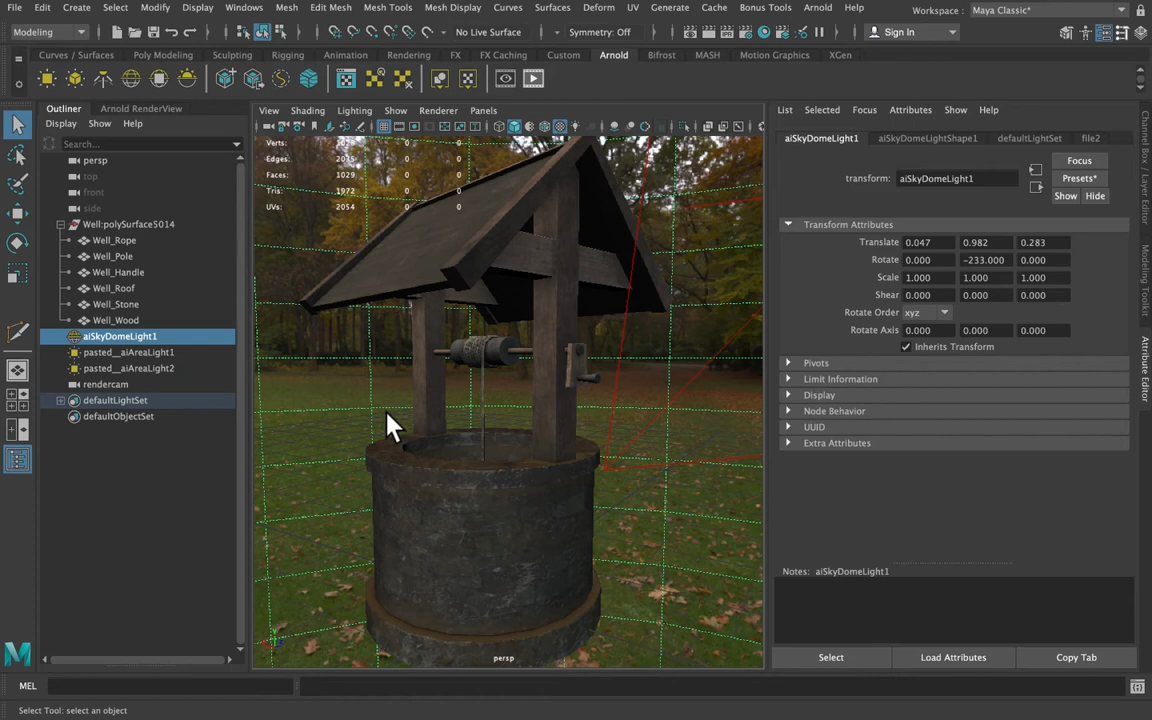 File Edit Create Select Modify Display Windows Mesh Edit Mesh Mesh Tools Mesh Display Curves Surfaces Deform UV Generate Cache Bonus Tools Arnold Help Workspace : Maya Classic*
Modeling No Live Surface Symmetry: Off Sign In
Curves / Surfaces Poly Modeling Sculpting Rigging Animation Rendering FX FX Caching Custom Arnold Bifrost MASH Motion Graphics XGen
Outliner Arnold RenderView
Display Show Help
Search...
persp
top
front
side
Well:polySurface5014
Well_Rope
Well_Pole
Well_Handle
Well_Roof
Well_Stone
Well_Wood
aiSkyDomeLight1
pasted__aiAreaLight1
pasted__aiAreaLight2
rendercam
defaultLightSet
defaultObjectSet
View Shading Lighting Show Renderer Panels
Verts: 0 0
Edges: 2075 0 0
Faces: 1029 0 0
Tris: 1972 0 0
UVs: 2054 0 0
persp
List Selected Focus Attributes Show Help
aiSkyDomeLight1 aiSkyDomeLightShape1 defaultLightSet file2
Focus
transform: aiSkyDomeLight1 Presets*
Show Hide
Transform Attributes
Translate 0.047 0.982 0.283
Rotate 0.000 -233.000 0.000
Scale 1.000 1.000 1.000
Shear 0.000 0.000 0.000
Rotate Order xyz
Rotate Axis 0.000 0.000 0.000
Inherits Transform
Pivots
Limit Information
Display
Node Behavior
UUID
Extra Attributes
Notes: aiSkyDomeLight1
Select Load Attributes Copy Tab
Channel Box / Layer Editor
Modeling Toolkit
Attribute Editor
MEL
Select Tool: select an object